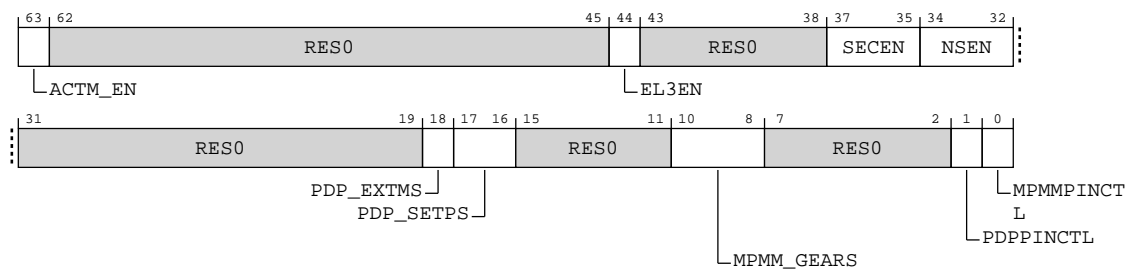 63 62 45 44 43 38 37 35 34 32
RES0 RES0 SECEN NSEN
ACTM_EN EL3EN
31 19 18 17 16 15 11 10 8 7 2 1 0
RES0 RES0 RES0
PDP_EXTMS MPMMPINCT
PDP_SETPS L
PDPPINCTL
MPMM_GEARS